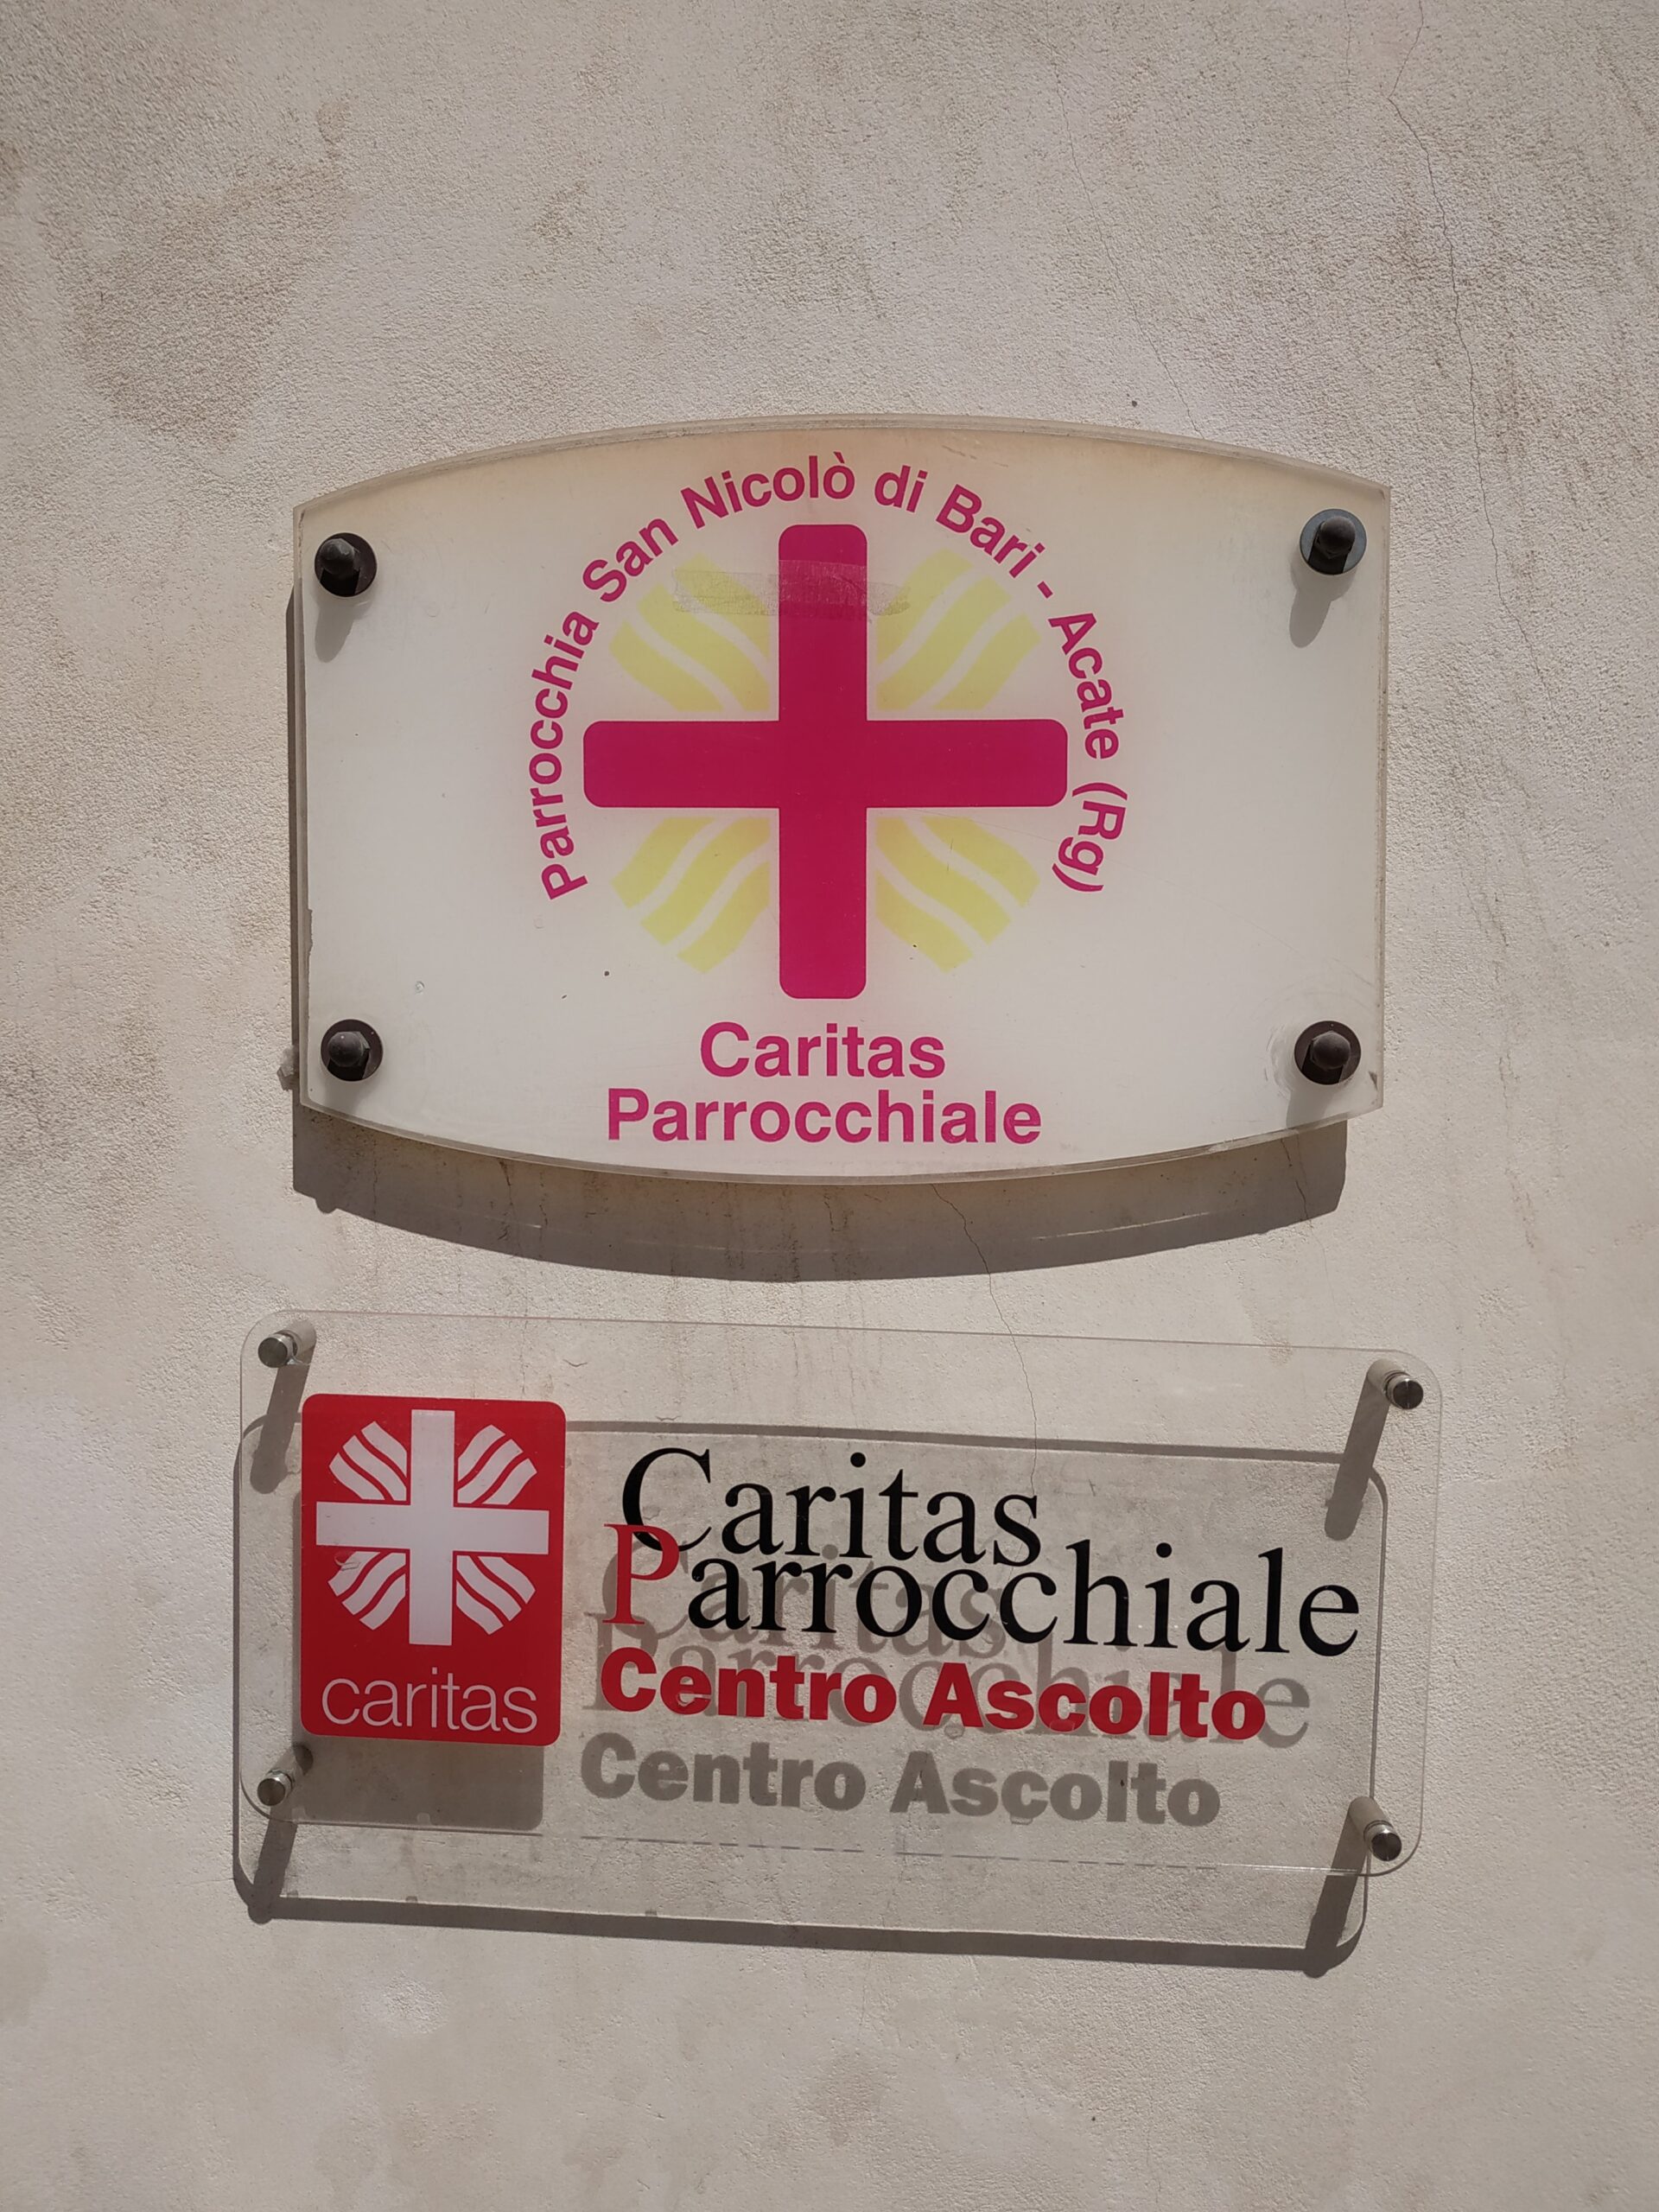 Parrocchia San Nicolò di Bari - Acate (Rg)
Caritas
Parrocchiale
caritas
Caritas
Parrocchiale
Centro Ascolto